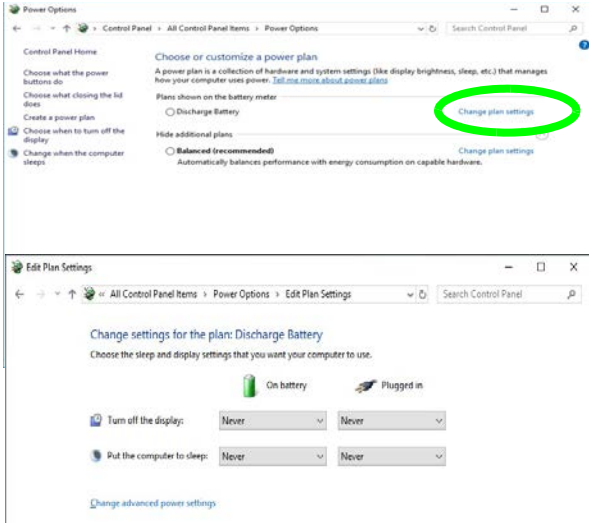 Power Options
Control Panel > All Control Panel Items > Power Options
Search Control Panel
Control Panel Home
Choose what the power buttons do
Choose what closing the lid does
Create a power plan
Choose when to turn off the display
Change when the computer sleeps
Choose or customize a power plan
A power plan is a collection of hardware and system settings (like display brightness, sleep, etc.) that manages
how your computer uses power. Tell me more about power plans
Plans shown on the battery meter
Discharge Battery Change plan settings
Hide additional plans
Balanced (recommended) Change plan settings
Automatically balances performance with energy consumption on capable hardware.
Edit Plan Settings
« All Control Panel Items > Power Options > Edit Plan Settings
Search Control Panel
Change settings for the plan: Discharge Battery
Choose the sleep and display settings that you want your computer to use.
On battery Plugged in
Turn off the display: Never Never
Put the computer to sleep: Never Never
Change advanced power settings